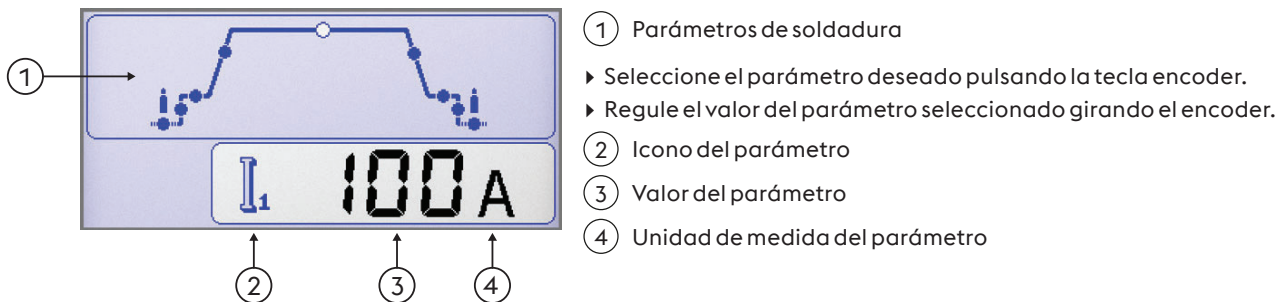 1 Parámetros de soldadura
1
▸ Seleccione el parámetro deseado pulsando la tecla encoder.
▸ Regule el valor del parámetro seleccionado girando el encoder.
2 Icono del parámetro
I1 100 A
3 Valor del parámetro
4 Unidad de medida del parámetro
2 3 4